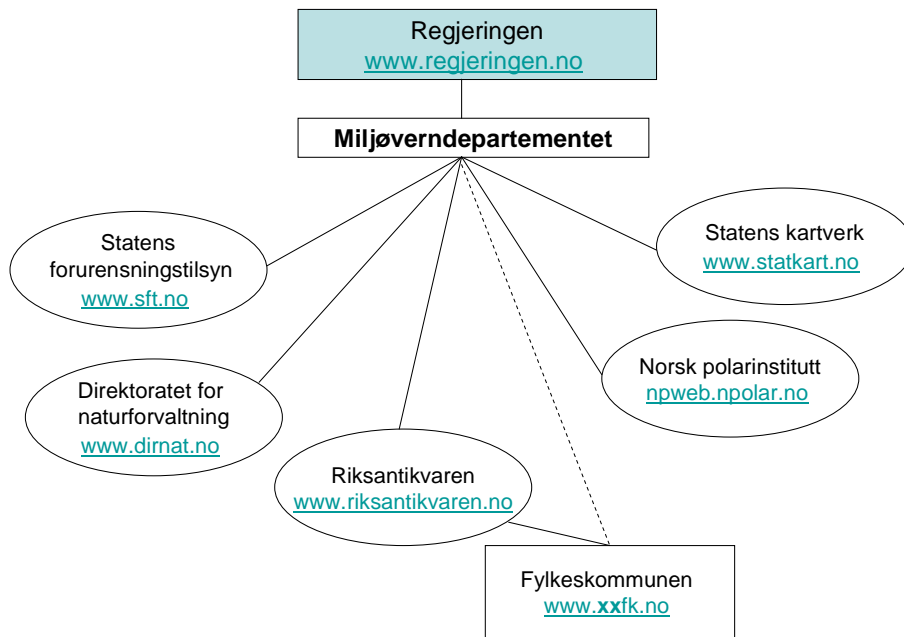 Regjeringen
www.regjeringen.no
Miljøverndepartementet
Statens
forurensningstilsyn
www.sft.no
Statens kartverk
www.statkart.no
Direktoratet for
naturforvaltning
www.dirnat.no
Norsk polarinstitutt
npweb.npolar.no
Riksantikvaren
www.riksantikvaren.no
Fylkeskommunen
www.xxfk.no